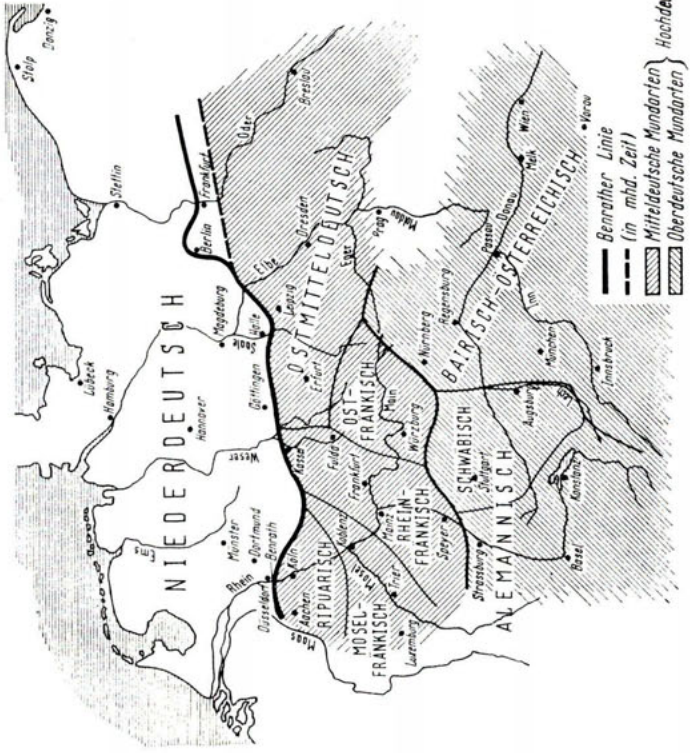 Stolp
Danzig
Stettin
Lübeck
Hamburg
NIEDERDEUTSCH
Hannover
Magdeburg
Berlin
Frankfurt
Oder
Breslau
Ems
Weser
Münster
Dortmund
Benrath
Rhein
Düsseldorf
Göttingen
Saale
Halle
Elbe
Leipzig
Dresden
Kassel
Erfurt
OSTMITTELDEUTSCH
Maas
Aachen
Köln
RIPUARISCH
MOSEL-
FRÄNKISCH
Koblenz
Mosel
Trier
Luxemburg
Fulda
OST-
FRÄNKISCH
Main
Frankfurt
Mainz
RHEIN-
FRÄNKISCH
Würzburg
Nürnberg
Eger
Prag
Moldau
Speyer
Strassburg
SCHWÄBISCH
Stuttgart
ALEMANNISCH
Regensburg
Passau
Donau
Melk
Wien
BAIRISCH-ÖSTERREICHISCH
Vorau
Inn
Augsburg
Lech
München
Innsbruck
Konstanz
Basel
Benrather Linie
(in mhd. Zeit)
Mitteldeutsche Mundarten
Oberdeutsche Mundarten
Hochde